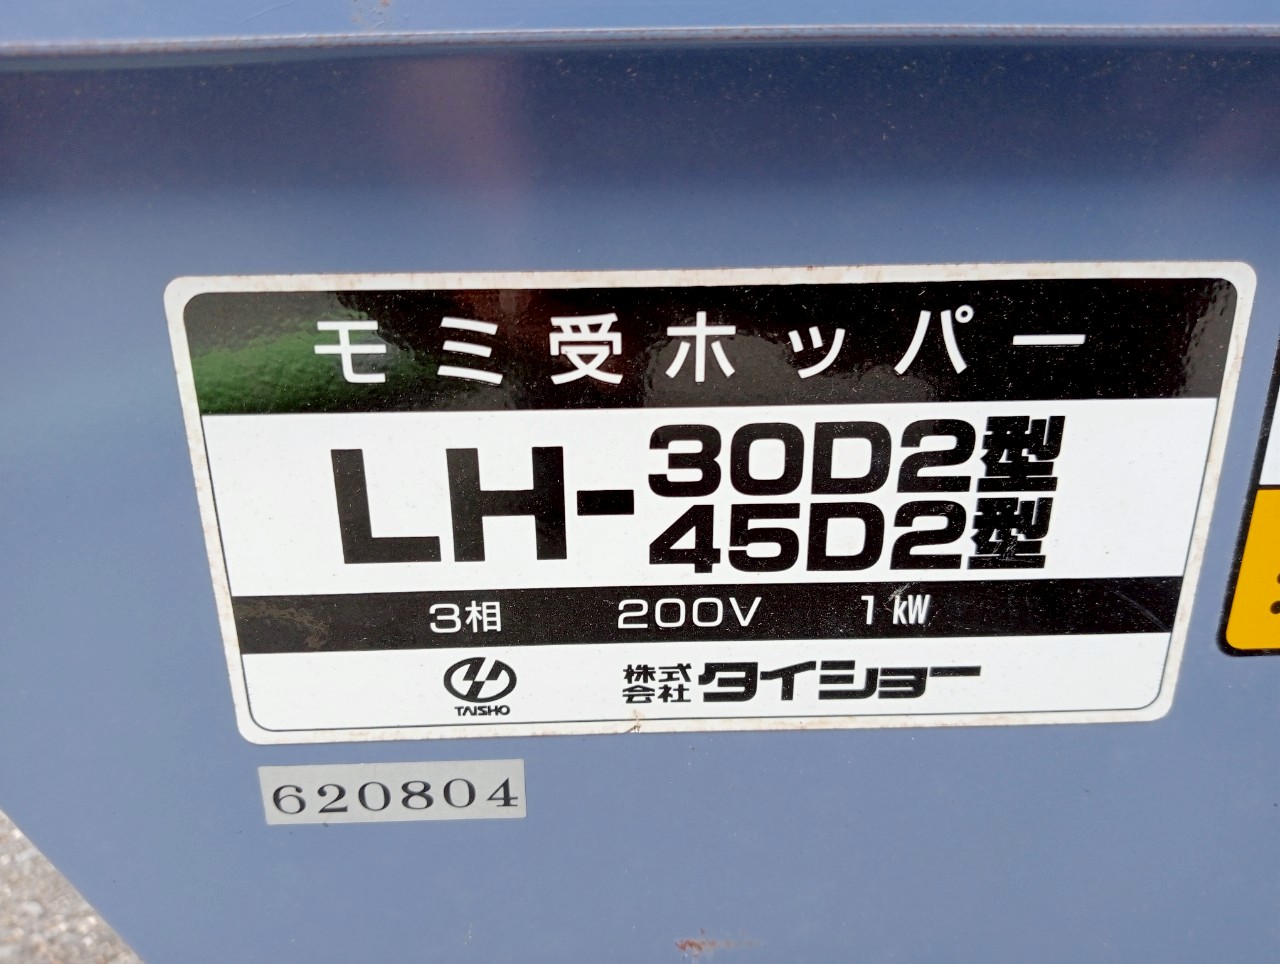 モミ受ホッパー
LH-30D2型
45D2型
3相 200V 1kW
TAISHO
株式会社タイショー
620804